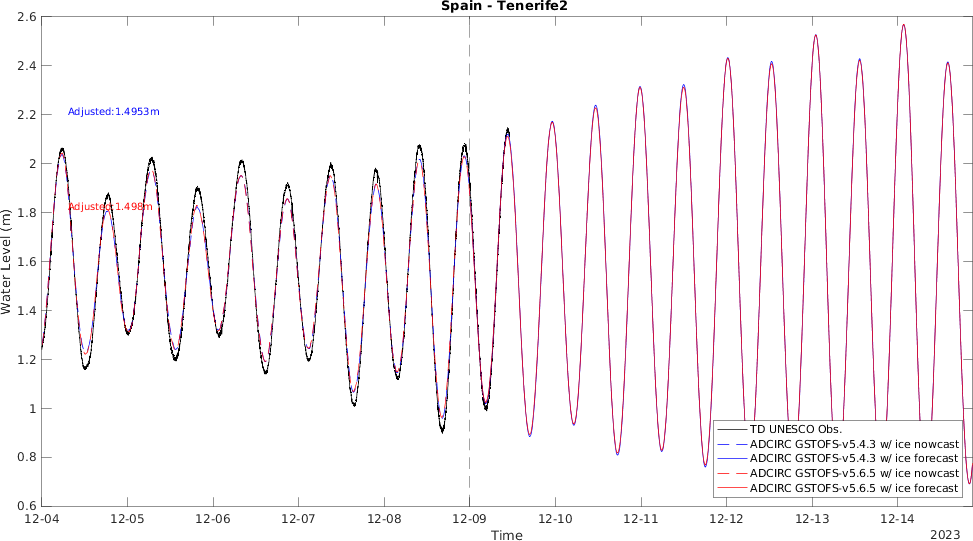 Spain - Tenerife2
2.6
2.4
2.2
2
1.8
1.6
1.4
1.2
1
0.8
0.6
Water Level (m)
Adjusted:1.4953m
Adjusted:1.498m
TD UNESCO Obs.
ADCIRC GSTOFS-v5.4.3 w/ ice nowcast
ADCIRC GSTOFS-v5.4.3 w/ ice forecast
ADCIRC GSTOFS-v5.6.5 w/ ice nowcast
ADCIRC GSTOFS-v5.6.5 w/ ice forecast
12-04 12-05 12-06 12-07 12-08 12-09 12-10 12-11 12-12 12-13 12-14
Time
2023